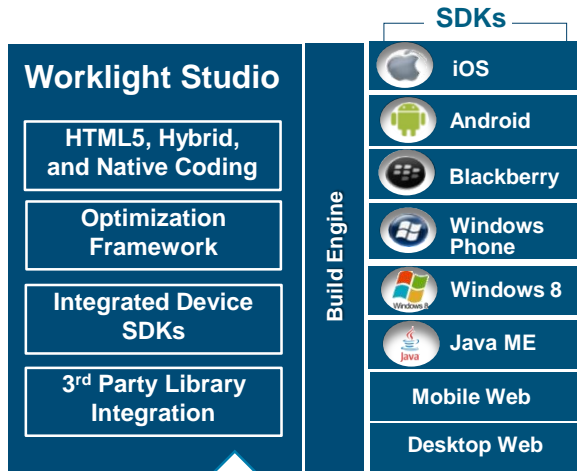 SDKs
Worklight Studio
HTML5, Hybrid,
and Native Coding
Optimization
Framework
Integrated Device
SDKs
3rd Party Library
Integration
Build Engine
iOS
Android
Blackberry
Windows
Phone
Windows 8
Windows 8
Java
Java ME
Mobile Web
Desktop Web